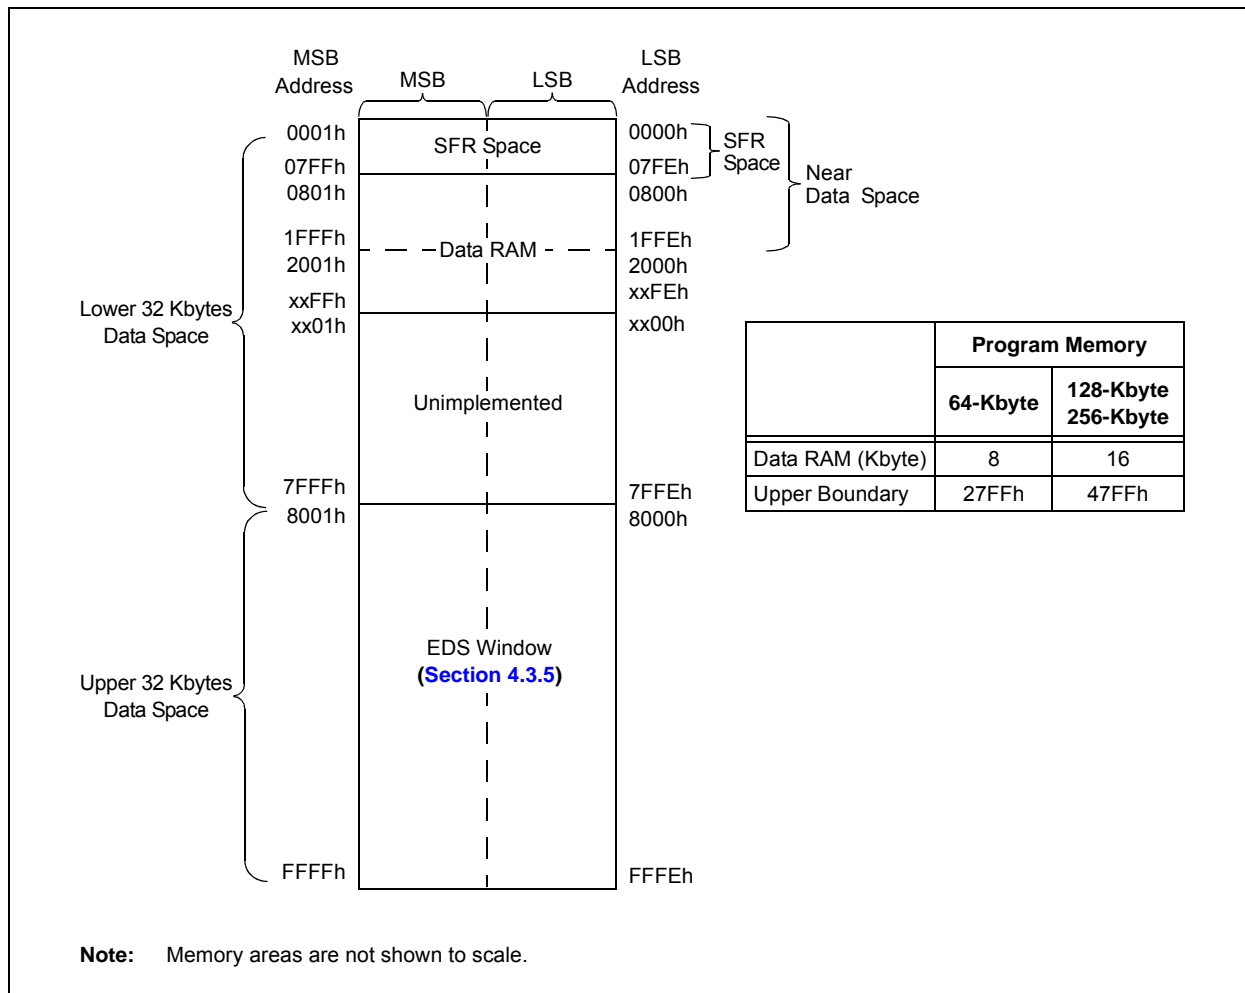 MSB
Address
MSB
LSB
LSB
Address
0001h
SFR Space
0000h
SFR
Space
07FFh
07FEh
0801h
0800h
Near
Data Space
1FFFh
Data RAM
1FFEh
2001h
2000h
xxFFh
xxFEh
xx01h
xx00h
Lower 32 Kbytes
Data Space
Unimplemented
7FFFh
7FFEh
8001h
8000h
Program Memory
64-Kbyte
128-Kbyte
256-Kbyte
Data RAM (Kbyte) 8 16
Upper Boundary 27FFh 47FFh
EDS Window
(Section 4.3.5)
Upper 32 Kbytes
Data Space
FFFFh
FFFEh
Note: Memory areas are not shown to scale.